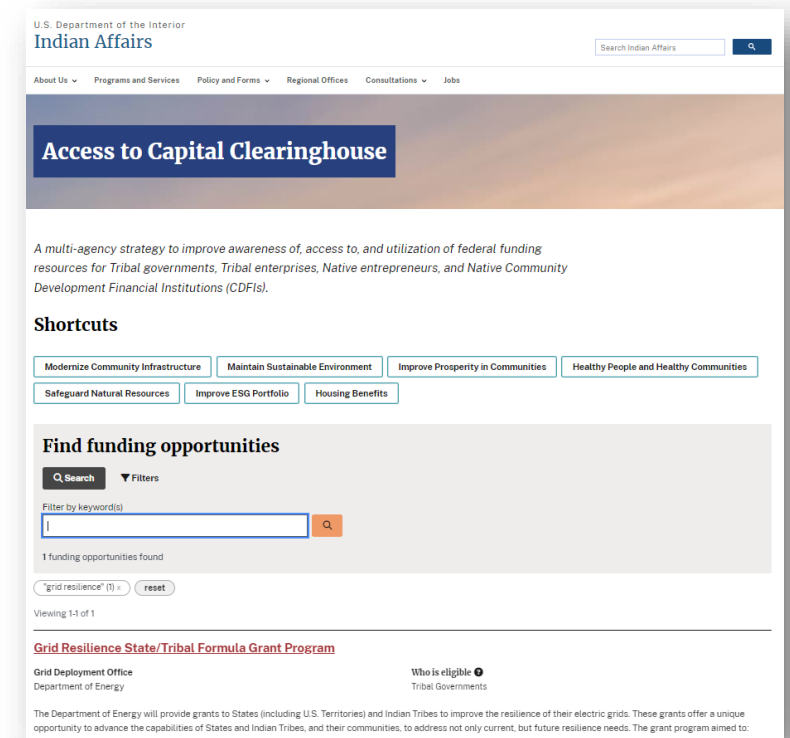 U.S. Department of the Interior
Indian Affairs
Search Indian Affairs
About Us Programs and Services Policy and Forms Regional Offices Consultations Jobs
Access to Capital Clearinghouse
A multi-agency strategy to improve awareness of, access to, and utilization of federal funding
resources for Tribal governments, Tribal enterprises, Native entrepreneurs, and Native Community
Development Financial Institutions (CDFIs).
Shortcuts
Modernize Community Infrastructure Maintain Sustainable Environment Improve Prosperity in Communities Healthy People and Healthy Communities
Safeguard Natural Resources Improve ESG Portfolio Housing Benefits
Find funding opportunities
Search Filters
Filter by keyword(s)
1 funding opportunities found
"grid resilience" (1) x reset
Viewing 1-1 of 1
Grid Resilience State/Tribal Formula Grant Program
Grid Deployment Office Who is eligible ?
Department of Energy Tribal Governments
The Department of Energy will provide grants to States (including U.S. Territories) and Indian Tribes to improve the resilience of their electric grids. These grants offer a unique
opportunity to advance the capabilities of States and Indian Tribes, and their communities, to address not only current, but future resilience needs. The grant program aimed to: